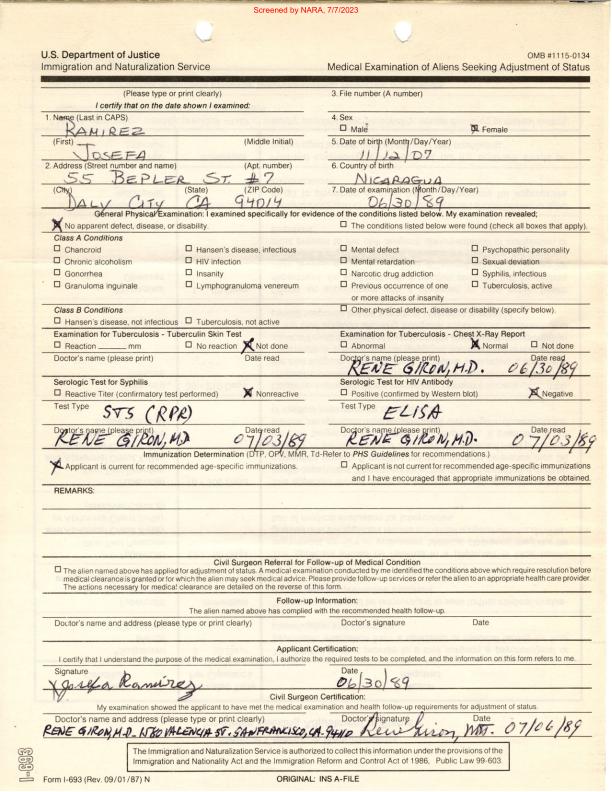 Screened by NARA, 7/7/2023
U.S. Department of Justice
OMB #1115-0134
Immigration and Naturalization Service
Medical Examination of Aliens Seeking Adjustment of Status
(Please type or print clearly)
3. File number (A number)
I certify that on the date shown I examined:
1. Name (Last in CAPS)
4. Sex
RAMIREZ
Male
Female
(First) (Middle Initial)
5. Date of birth (Month/Day/Year)
JOSEFA
11/12/07
2. Address (Street number and name) (Apt. number)
6. Country of birth
55 BEPLER ST. #7
NICARAGUA
(City) (State) (ZIP Code)
7. Date of examination (Month/Day/Year)
DALY CITY CA 94014
06/30/89
General Physical Examination: I examined specifically for evidence of the conditions listed below. My examination revealed;
X No apparent defect, disease, or disability.
The conditions listed below were found (check all boxes that apply).
Class A Conditions
Chancroid Hansen's disease, infectious Mental defect Psychopathic personality
Chronic alcoholism HIV infection Mental retardation Sexual deviation
Gonorrhea Insanity Narcotic drug addiction Syphilis, infectious
Granuloma inguinale Lymphogranuloma venereum Previous occurrence of one Tuberculosis, active
or more attacks of insanity
Class B Conditions
Other physical defect, disease or disability (specify below).
Hansen's disease, not infectious Tuberculosis, not active
Examination for Tuberculosis - Tuberculin Skin Test
Examination for Tuberculosis - Chest X-Ray Report
Reaction ______ mm No reaction X Not done
Abnormal X Normal Not done
Doctor's name (please print) Date read
Doctor's name (please print) Date read
RENE GIRON, M.D. 06/30/89
Serologic Test for Syphilis
Serologic Test for HIV Antibody
Reactive Titer (confirmatory test performed) X Nonreactive
Positive (confirmed by Western blot) X Negative
Test Type STS (RPR)
Test Type ELISA
Doctor's name (please print) Date read
Doctor's name (please print) Date read
RENE GIRON, M.D 07/03/89
RENE GIRON, M.D. 07/03/89
Immunization Determination (DTP, OPV, MMR, Td-Refer to PHS Guidelines for recommendations.)
X Applicant is current for recommended age-specific immunizations.
Applicant is not current for recommended age-specific immunizations
and I have encouraged that appropriate immunizations be obtained.
REMARKS:
Civil Surgeon Referral for Follow-up of Medical Condition
The alien named above has applied for adjustment of status. A medical examination conducted by me identified the conditions above which require resolution before
medical clearance is granted or for which the alien may seek medical advice. Please provide follow-up services or refer the alien to an appropriate health care provider.
The actions necessary for medical clearance are detailed on the reverse of this form.
Follow-up Information:
The alien named above has complied with the recommended health follow-up.
Doctor's name and address (please type or print clearly) Doctor's signature Date
Applicant Certification:
I certify that I understand the purpose of the medical examination, I authorize the required tests to be completed, and the information on this form refers to me.
Signature Date
X Josefa Ramirez 06/30/89
Civil Surgeon Certification:
My examination showed the applicant to have met the medical examination and health follow-up requirements for adjustment of status.
Doctor's name and address (please type or print clearly) Doctor's signature Date
RENE GIRON, M.D. VALENCIA ST. SAN FRANCISCO, CA. 94110 Rene Giron, MD. 07/06/89
The Immigration and Naturalization Service is authorized to collect this information under the provisions of the
Immigration and Nationality Act and the Immigration Reform and Control Act of 1986, Public Law 99-603.
I-693
Form I-693 (Rev. 09/01/87) N
ORIGINAL: INS A-FILE